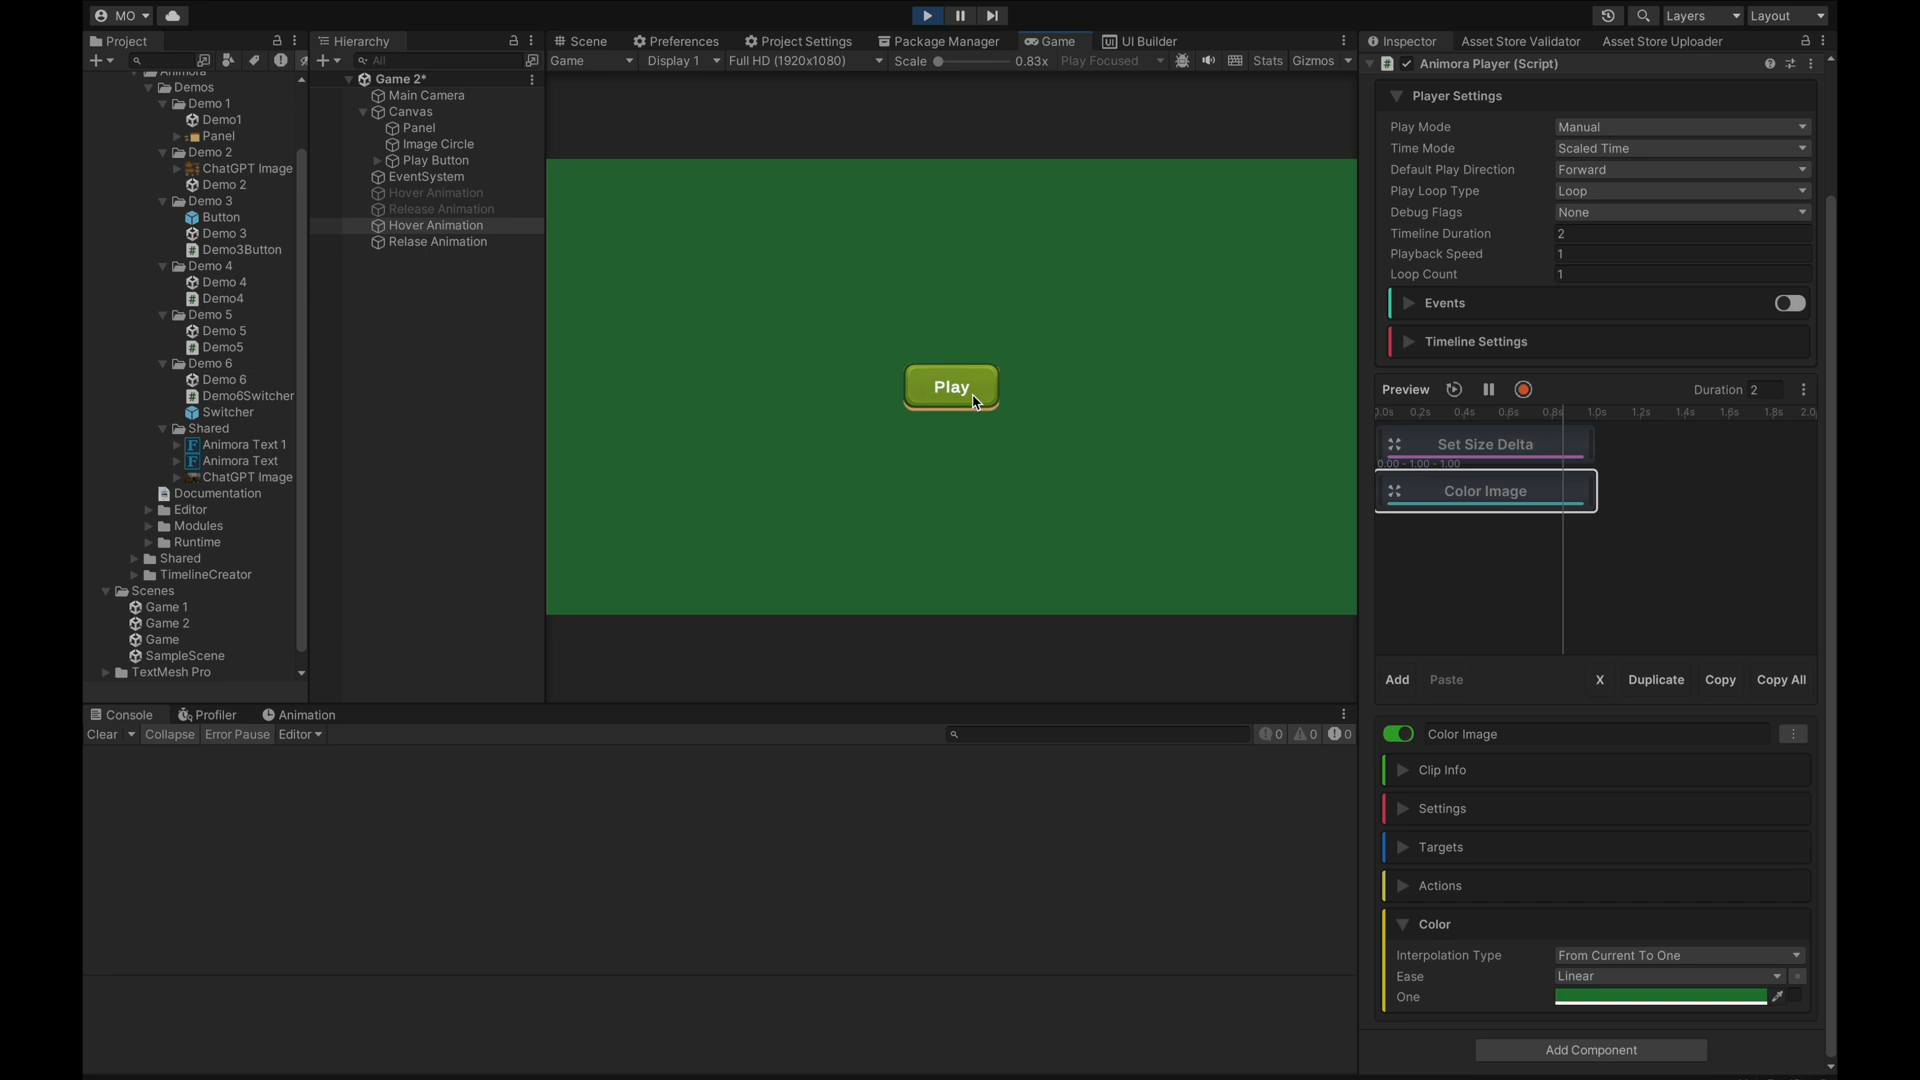 MO
Layers
Layout
Project
Hierarchy
Scene
Preferences
Project Settings
Package Manager
Game
UI Builder
Inspector
Asset Store Validator
Asset Store Uploader
All
Game
Display 1
Full HD (1920x1080)
Scale
0.83x
Play Focused
Stats
Gizmos
Animora Player (Script)
Animora
Demos
Demo 1
Demo1
Panel
Demo 2
ChatGPT Image
Demo 2
Demo 3
Button
Demo 3
Demo3Button
Demo 4
Demo 4
Demo4
Demo 5
Demo 5
Demo5
Demo 6
Demo 6
Demo6Switcher
Switcher
Shared
Animora Text 1
Animora Text
ChatGPT Image
Documentation
Editor
Modules
Runtime
Shared
TimelineCreator
Scenes
Game 1
Game 2
Game
SampleScene
TextMesh Pro
Game 2*
Main Camera
Canvas
Panel
Image Circle
Play Button
EventSystem
Hover Animation
Release Animation
Hover Animation
Relase Animation
Play
Player Settings
Play Mode
Manual
Time Mode
Scaled Time
Default Play Direction
Forward
Play Loop Type
Loop
Debug Flags
None
Timeline Duration
2
Playback Speed
1
Loop Count
1
Events
Timeline Settings
Preview
Duration 2
0.0s 0.2s 0.4s 0.6s 0.8s 1.0s 1.2s 1.4s 1.6s 1.8s 2.0
Set Size Delta
0.00 - 1.00 - 1.00
Color Image
Add
Paste
X
Duplicate
Copy
Copy All
Color Image
Clip Info
Settings
Targets
Actions
Color
Interpolation Type
From Current To One
Ease
Linear
One
Add Component
Console
Profiler
Animation
Clear
Collapse
Error Pause
Editor
0
0
0